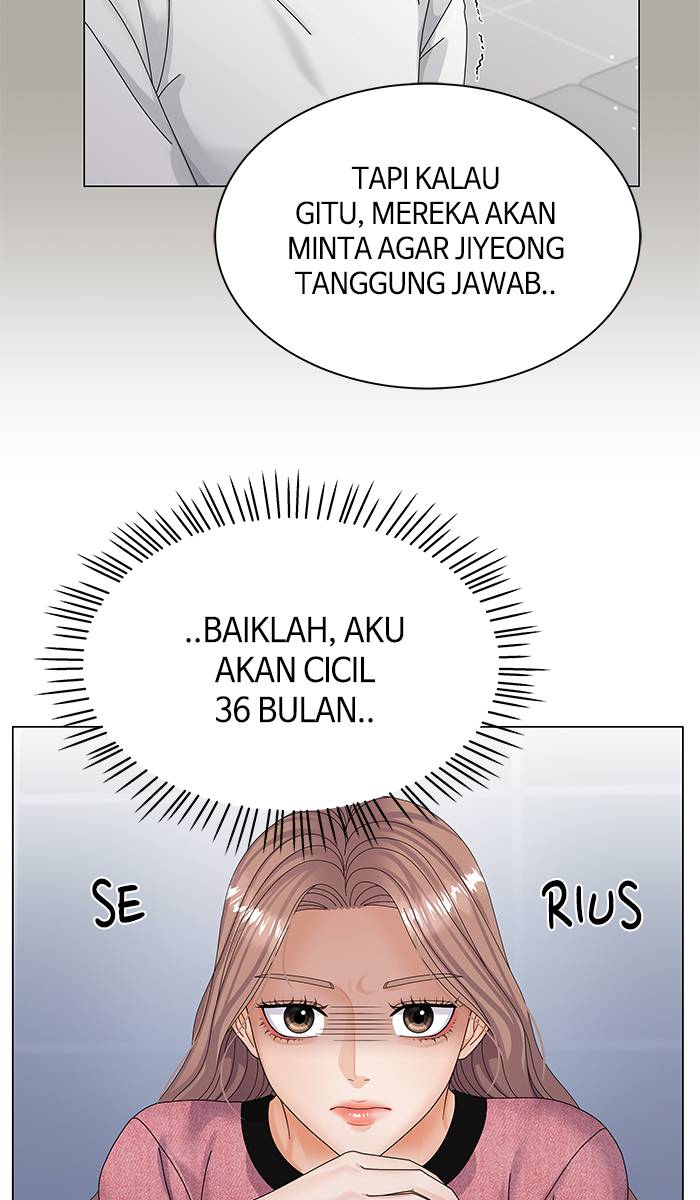 TAPI KALAU
GITU, MEREKA AKAN
MINTA AGAR JIYEONG
TANGGUNG JAWAB..
..BAIKLAH, AKU
AKAN CICIL
36 BULAN..
SE RIUS